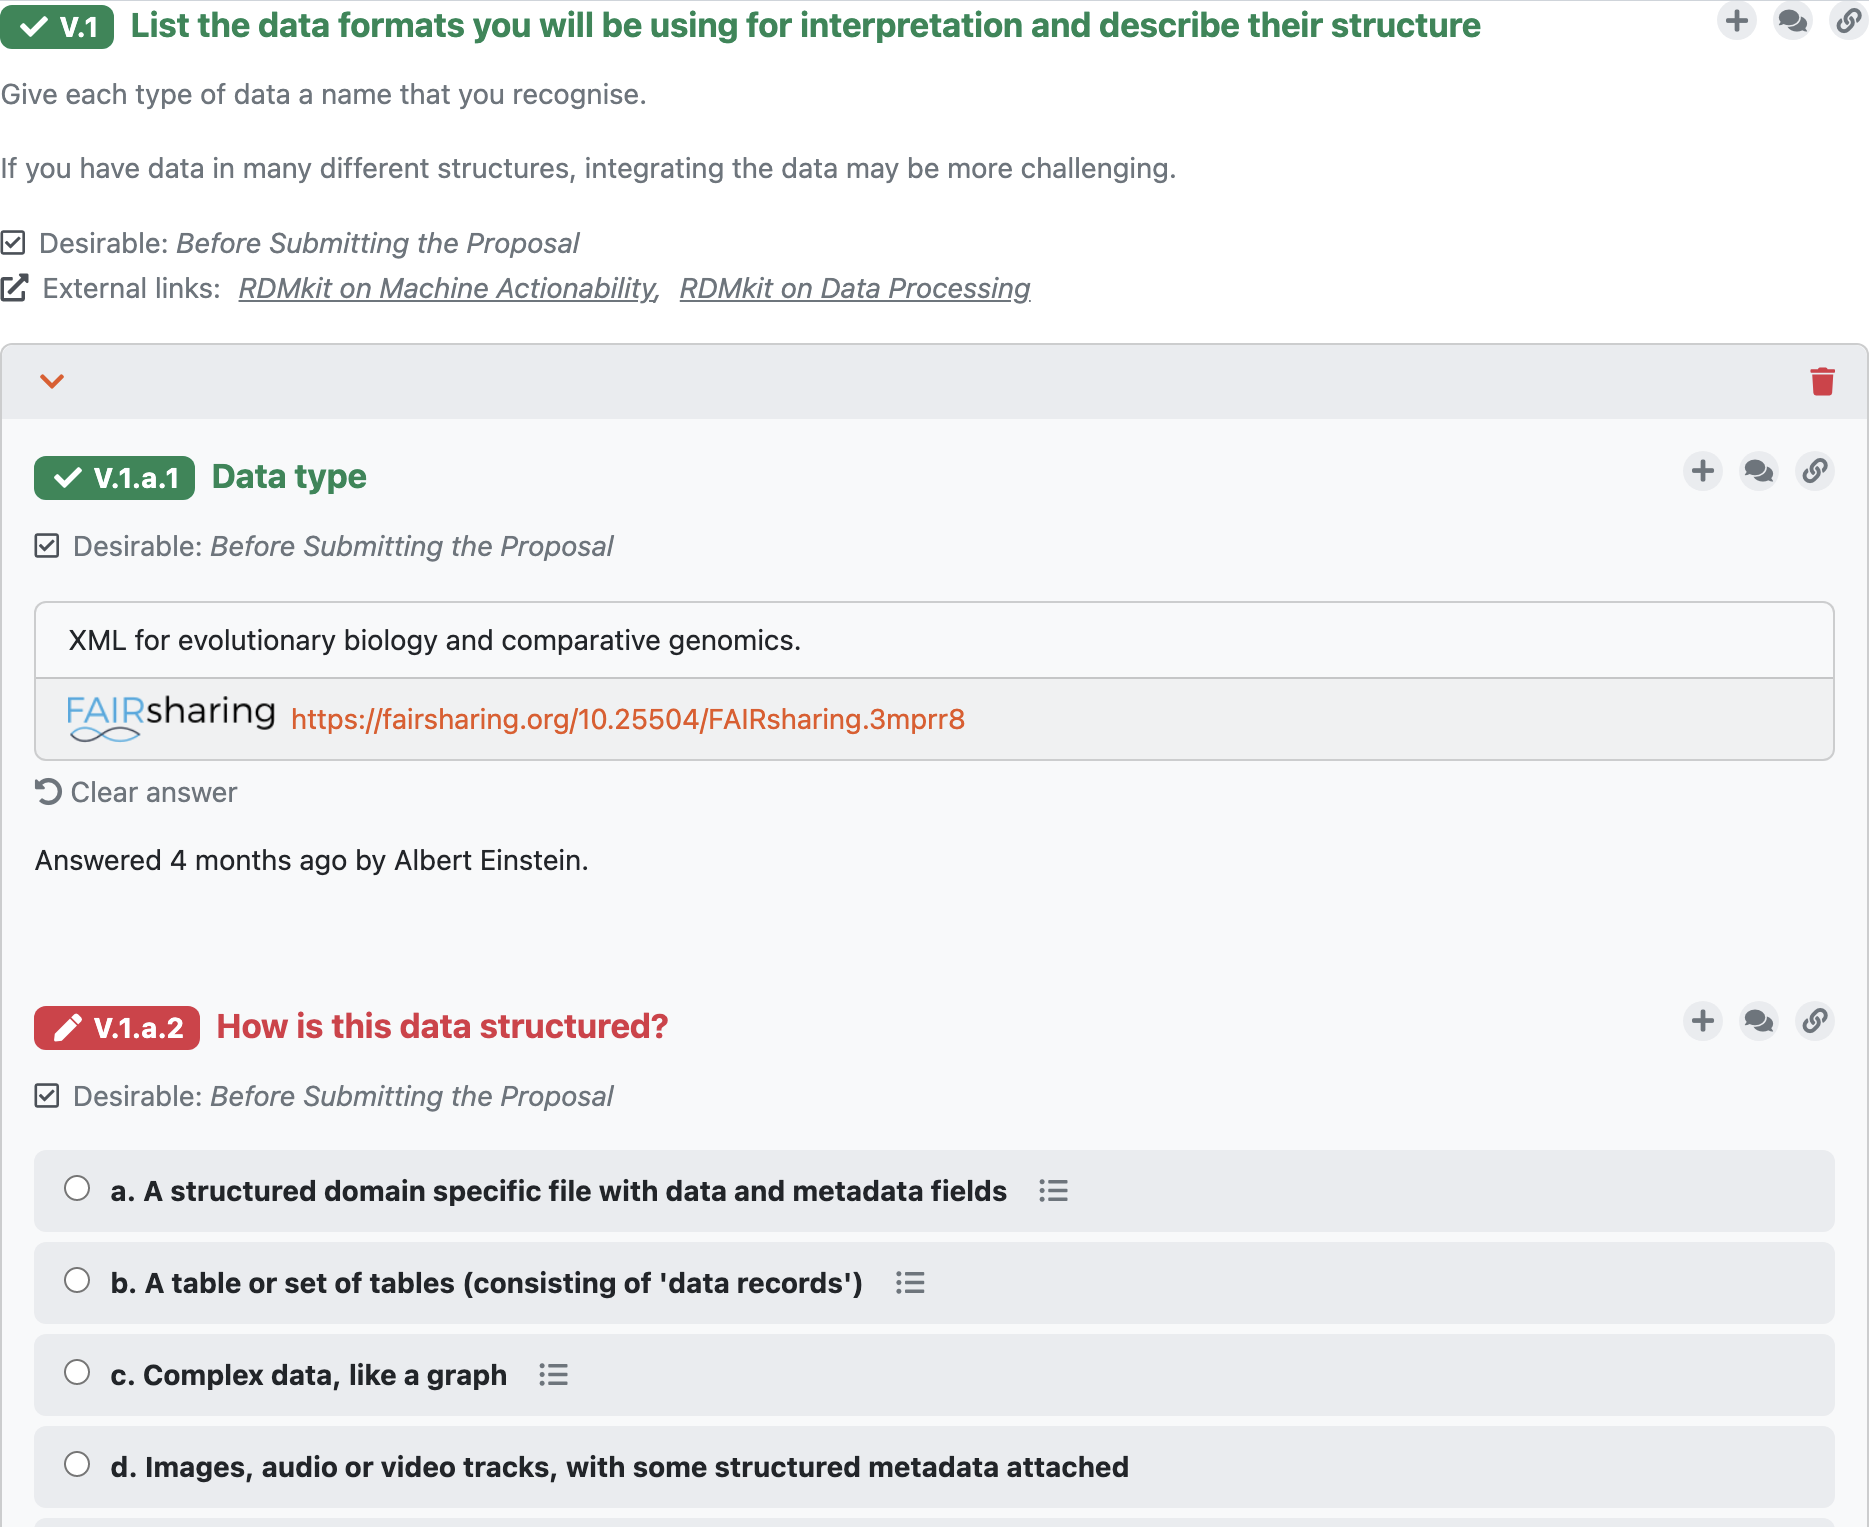 V.1 List the data formats you will be using for interpretation and describe their structure
Give each type of data a name that you recognise.
If you have data in many different structures, integrating the data may be more challenging.
Desirable: Before Submitting the Proposal
External links: RDMkit on Machine Actionability, RDMkit on Data Processing
V.1.a.1 Data type
Desirable: Before Submitting the Proposal
XML for evolutionary biology and comparative genomics.
FAIRsharing https://fairsharing.org/10.25504/FAIRsharing.3mprr8
Clear answer
Answered 4 months ago by Albert Einstein.
V.1.a.2 How is this data structured?
Desirable: Before Submitting the Proposal
a. A structured domain specific file with data and metadata fields
b. A table or set of tables (consisting of 'data records')
c. Complex data, like a graph
d. Images, audio or video tracks, with some structured metadata attached